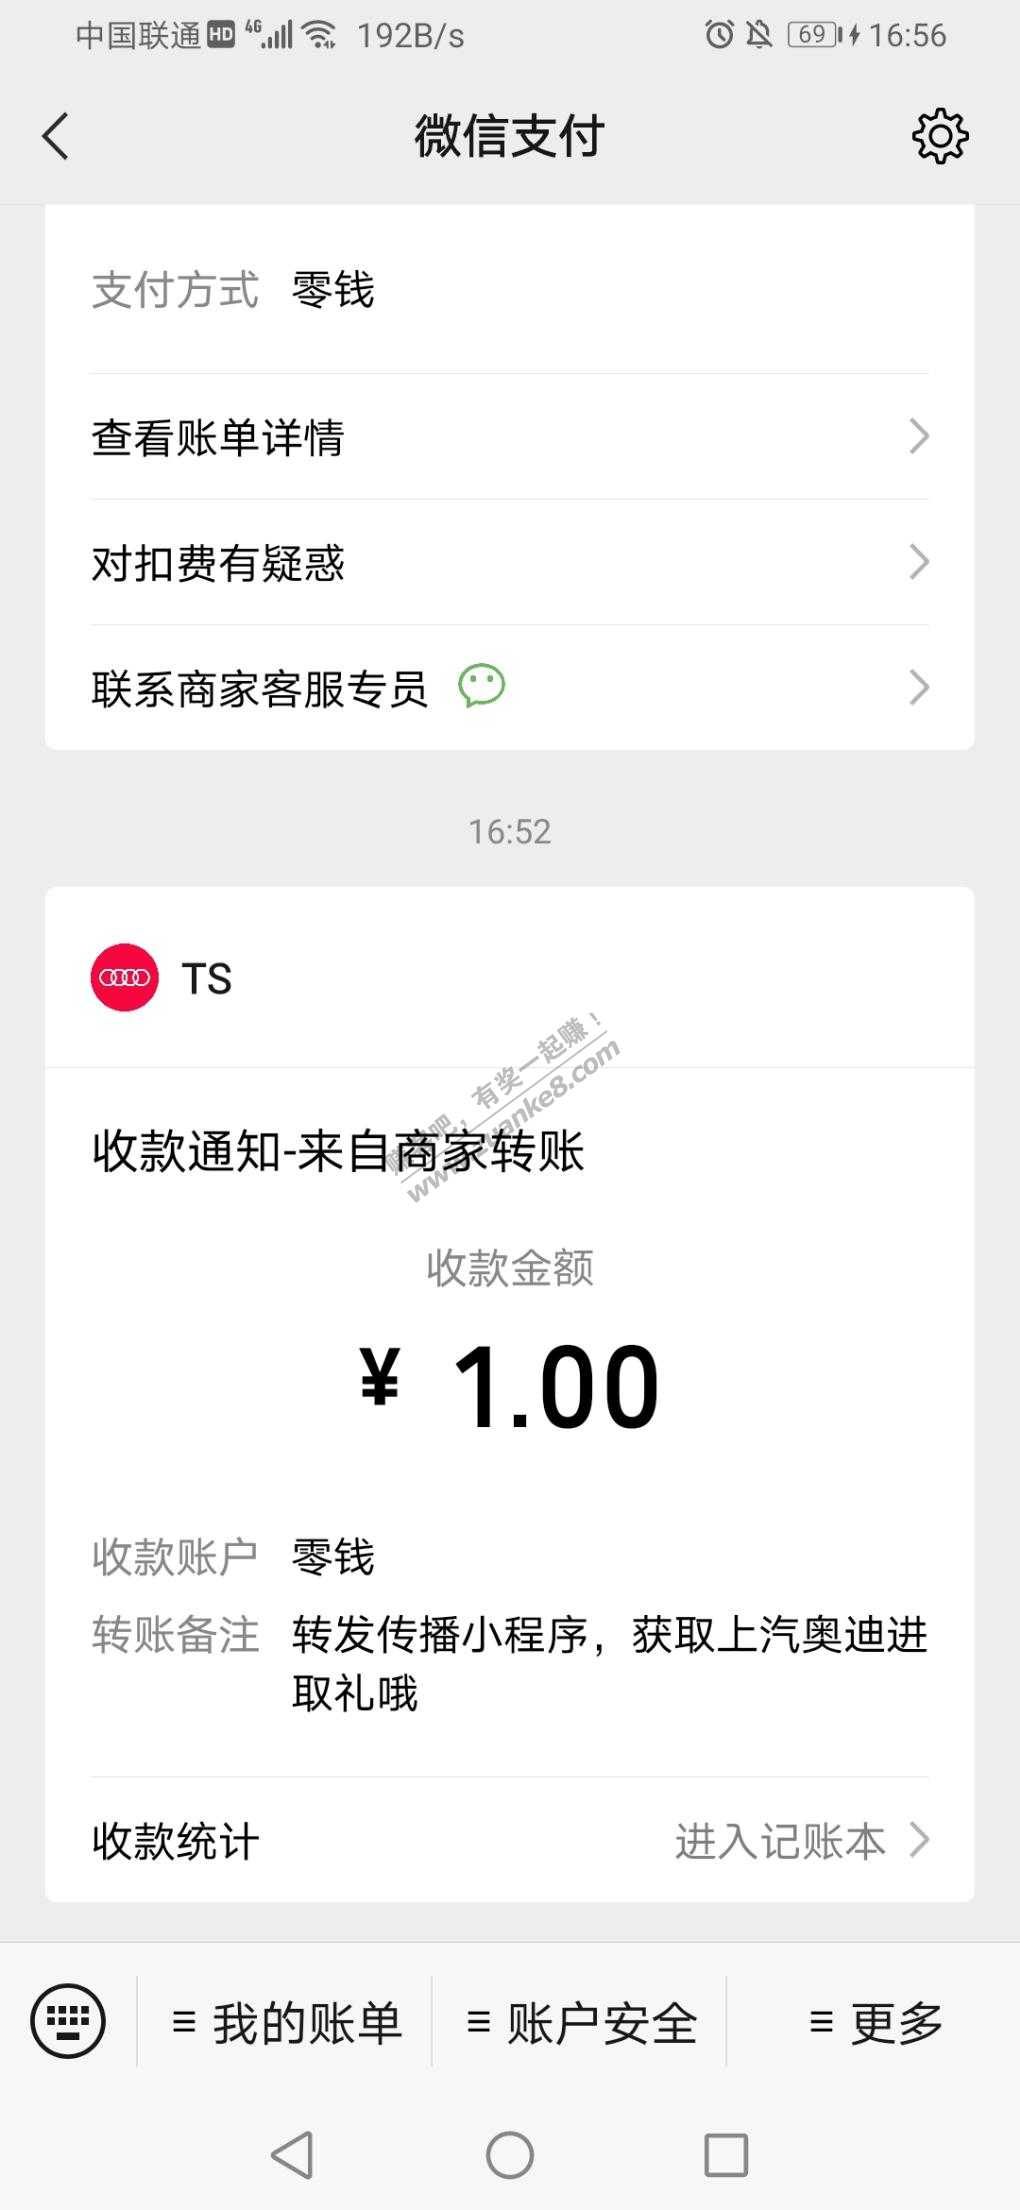 中国联通 HD 4G 192B/s 69 16:56
微信支付
支付方式 零钱
查看账单详情
对扣费有疑惑
联系商家客服专员
16:52
TS
赚客吧，有奖一起赚！
www.zuanke8.com
收款通知-来自商家转账
收款金额
¥ 1.00
收款账户 零钱
转账备注 转发传播小程序，获取上汽奥迪进
取礼哦
收款统计 进入记账本
我的账单 账户安全 更多